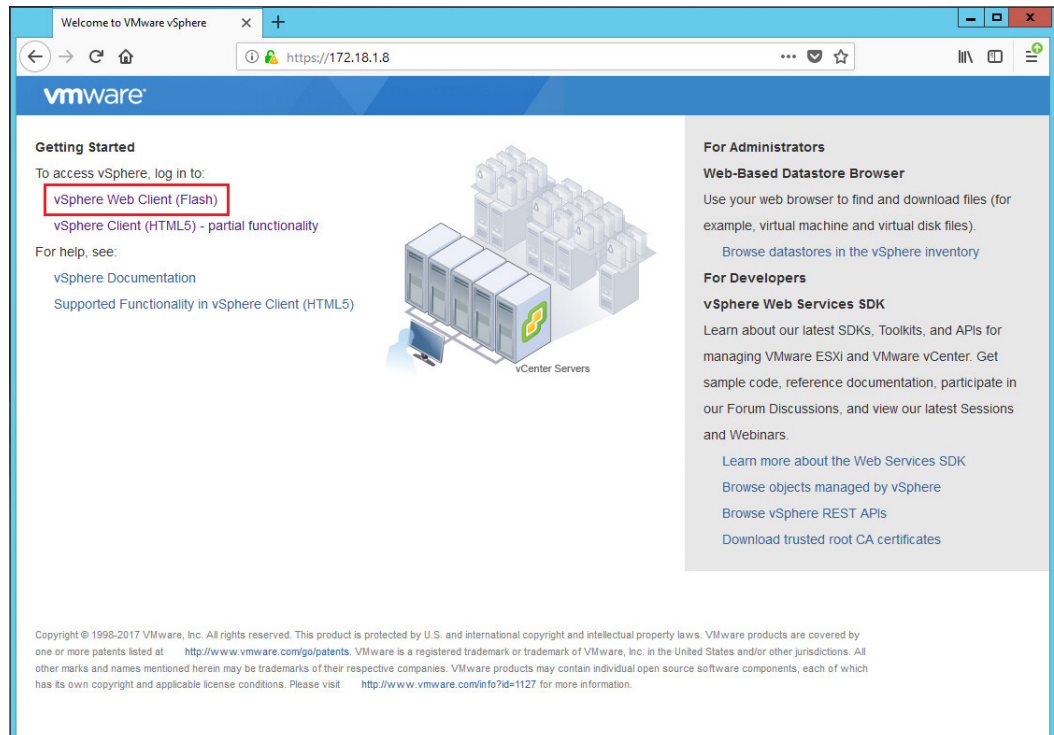 Welcome to VMware vSphere
https://172.18.1.8
vmware
Getting Started
To access vSphere, log in to:
vSphere Web Client (Flash)
vSphere Client (HTML5) - partial functionality
For help, see:
vSphere Documentation
Supported Functionality in vSphere Client (HTML5)
vCenter Servers
For Administrators
Web-Based Datastore Browser
Use your web browser to find and download files (for
example, virtual machine and virtual disk files).
Browse datastores in the vSphere inventory
For Developers
vSphere Web Services SDK
Learn about our latest SDKs, Toolkits, and APIs for
managing VMware ESXi and VMware vCenter. Get
sample code, reference documentation, participate in
our Forum Discussions, and view our latest Sessions
and Webinars.
Learn more about the Web Services SDK
Browse objects managed by vSphere
Browse vSphere REST APIs
Download trusted root CA certificates
Copyright © 1998-2017 VMware, Inc. All rights reserved. This product is protected by U.S. and international copyright and intellectual property laws. VMware products are covered by
one or more patents listed at http://www.vmware.com/go/patents. VMware is a registered trademark or trademark of VMware, Inc. in the United States and/or other jurisdictions. All
other marks and names mentioned herein may be trademarks of their respective companies. VMware products may contain individual open source software components, each of which
has its own copyright and applicable license conditions. Please visit http://www.vmware.com/info?id=1127 for more information.